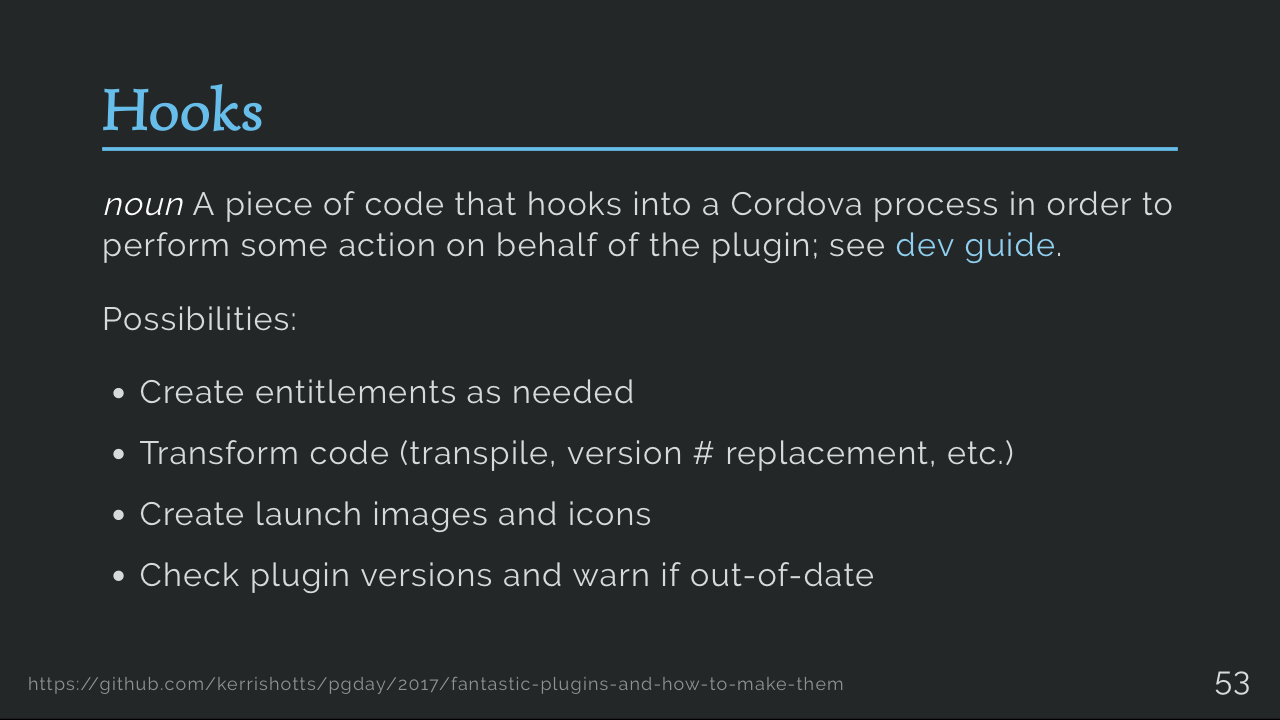 Hooks
noun A piece of code that hooks into a Cordova process in order to
perform some action on behalf of the plugin; see dev guide.
Possibilities:
• Create entitlements as needed
• Transform code (transpile, version # replacement, etc.)
• Create launch images and icons
• Check plugin versions and warn if out-of-date
https://github.com/kerrishotts/pgday/2017/fantastic-plugins-and-how-to-make-them
53